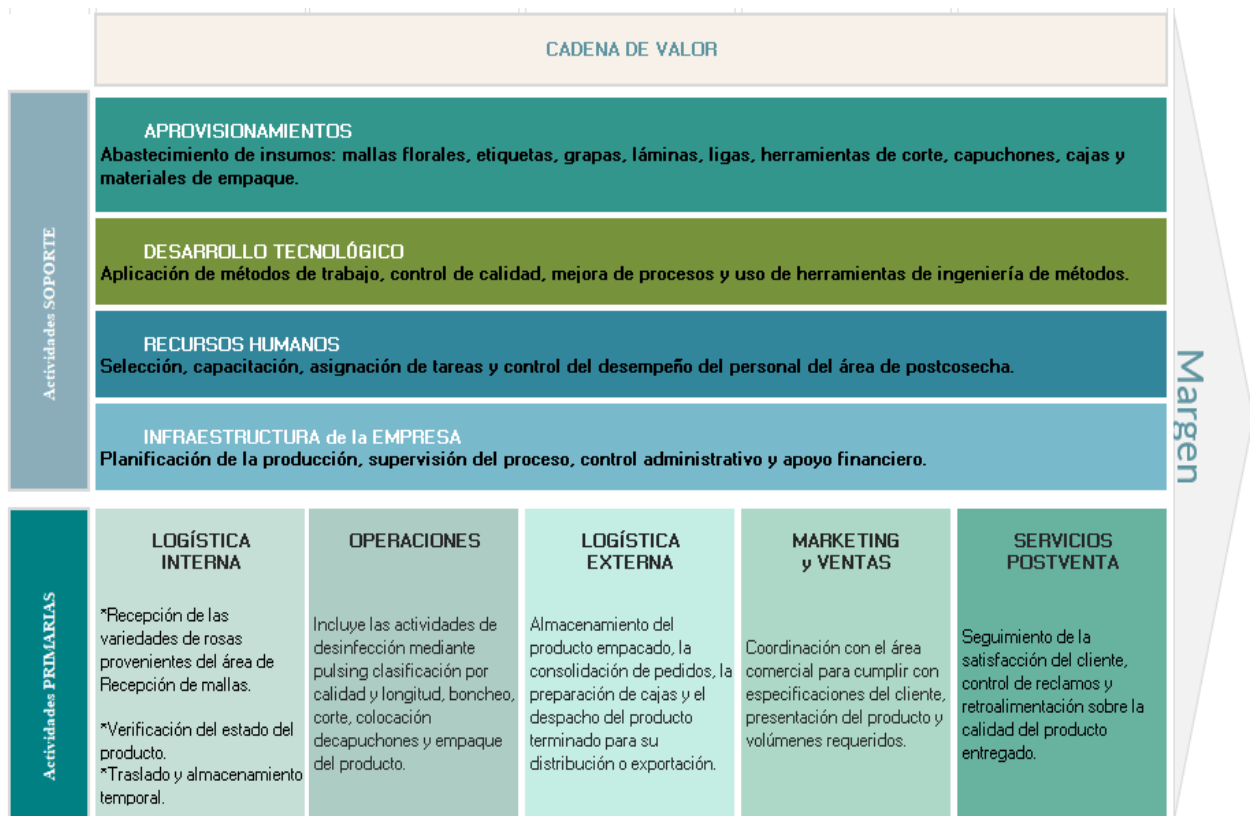 CADENA DE VALOR
Actividades SOPORTE
APROVISIONAMIENTOS
Abastecimiento de insumos: mallas florales, etiquetas, grapas, láminas, ligas, herramientas de corte, capuchones, cajas y
materiales de empaque.
DESARROLLO TECNOLÓGICO
Aplicación de métodos de trabajo, control de calidad, mejora de procesos y uso de herramientas de ingeniería de métodos.
RECURSOS HUMANOS
Selección, capacitación, asignación de tareas y control del desempeño del personal del área de postcosecha.
INFRAESTRUCTURA de la EMPRESA
Planificación de la producción, supervisión del proceso, control administrativo y apoyo financiero.
Margen
Actividades PRIMARIAS
LOGÍSTICA
INTERNA
*Recepción de las
variedades de rosas
provenientes del área de
Recepción de mallas.
*Verificación del estado del
producto.
*Traslado y almacenamiento
temporal.
OPERACIONES
Incluye las actividades de
desinfección mediante
pulsing clasificación por
calidad y longitud, boncheo,
corte, colocación
decapuchones y empaque
del producto.
LOGÍSTICA
EXTERNA
Almacenamiento del
producto empacado, la
consolidación de pedidos, la
preparación de cajas y el
despacho del producto
terminado para su
distribución o exportación.
MARKETING
y VENTAS
Coordinación con el área
comercial para cumplir con
especificaciones del cliente,
presentación del producto y
volúmenes requeridos.
SERVICIOS
POSTVENTA
Seguimiento de la
satisfacción del cliente,
control de reclamos y
retroalimentación sobre la
calidad del producto
entregado.